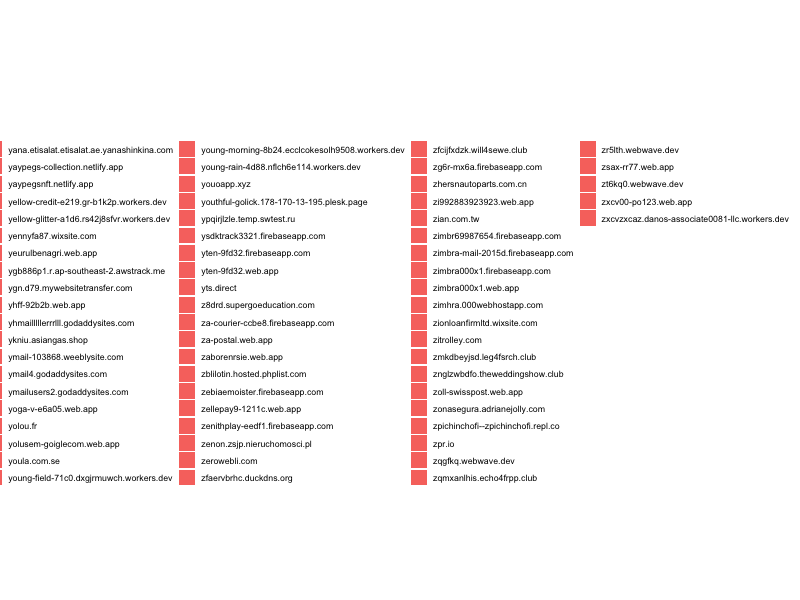 yana.etisalat.etisalat.ae.yanashinkina.com
yaypegs-collection.netlify.app
yaypegsnft.netlify.app
yellow-credit-e219.gr-b1k2p.workers.dev
yellow-glitter-a1d6.rs42j8sfvr.workers.dev
yennyfa87.wixsite.com
yeurulbenagri.web.app
ygb886p1.r.ap-southeast-2.awstrack.me
ygn.d79.mywebsitetransfer.com
yhff-92b2b.web.app
yhmailllllerrrlll.godaddysites.com
ykniu.asiangas.shop
ymail-103868.weeblysite.com
ymail4.godaddysites.com
ymailusers2.godaddysites.com
yoga-v-e6a05.web.app
yolou.fr
yolusem-goiglecom.web.app
youla.com.se
young-field-71c0.dxgjrmuwch.workers.dev
young-morning-8b24.ecclcokesolh9508.workers.dev
young-rain-4d88.nflch6e114.workers.dev
youoapp.xyz
youthful-golick.178-170-13-195.plesk.page
ypqirjlzle.temp.swtest.ru
ysdktrack3321.firebaseapp.com
yten-9fd32.firebaseapp.com
yten-9fd32.web.app
yts.direct
z8drd.supergoeducation.com
za-courier-ccbe8.firebaseapp.com
za-postal.web.app
zaborenrsie.web.app
zblilotin.hosted.phplist.com
zebiaemoister.firebaseapp.com
zellepay9-1211c.web.app
zenithplay-eedf1.firebaseapp.com
zenon.zsjp.nieruchomosci.pl
zerowebli.com
zfaervbrhc.duckdns.org
zfcijfxdzk.will4sewe.club
zg6r-mx6a.firebaseapp.com
zhersnautoparts.com.cn
zi992883923923.web.app
zian.com.tw
zimbr69987654.firebaseapp.com
zimbra-mail-2015d.firebaseapp.com
zimbra000x1.firebaseapp.com
zimbra000x1.web.app
zimhra.000webhostapp.com
zionloanfirmltd.wixsite.com
zitrolley.com
zmkdbeyjsd.leg4fsrch.club
znglzwbdfo.theweddingshow.club
zoll-swisspost.web.app
zonasegura.adrianejolly.com
zpichinchofi--zpichinchofi.repl.co
zpr.io
zqgfkq.webwave.dev
zqmxanlhis.echo4frpp.club
zr5lth.webwave.dev
zsax-rr77.web.app
zt6kq0.webwave.dev
zxcv00-po123.web.app
zxcvzxcaz.danos-associate0081-llc.workers.dev